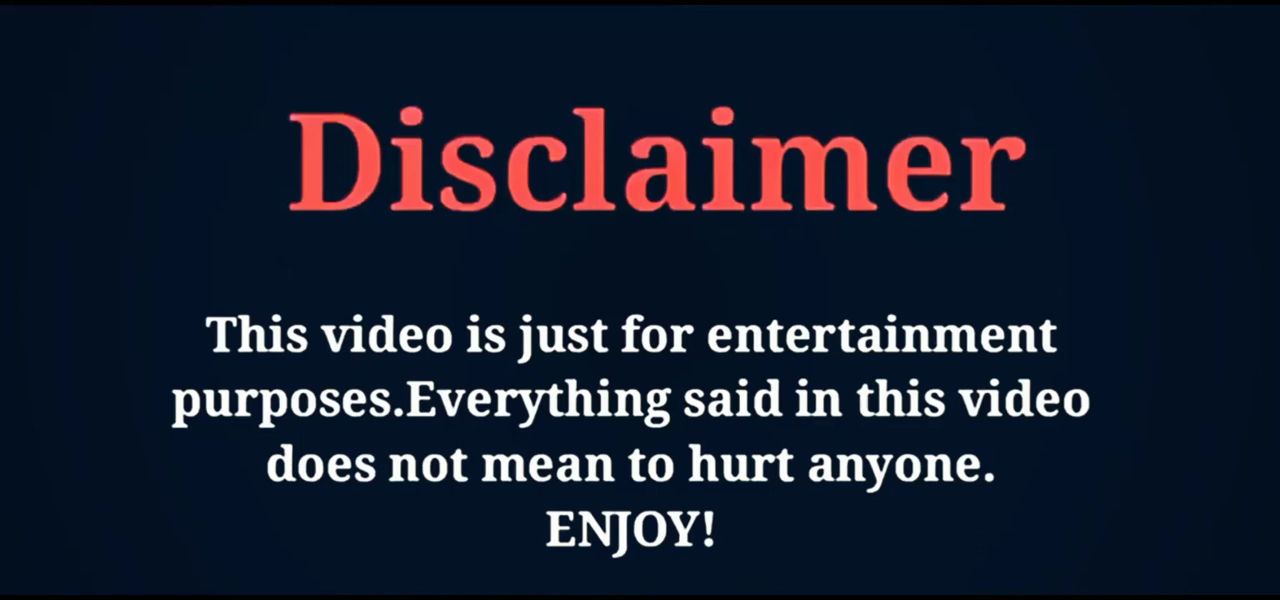 Disclaimer
This video is just for entertainment
purposes.Everything said in this video
does not mean to hurt anyone.
ENJOY!